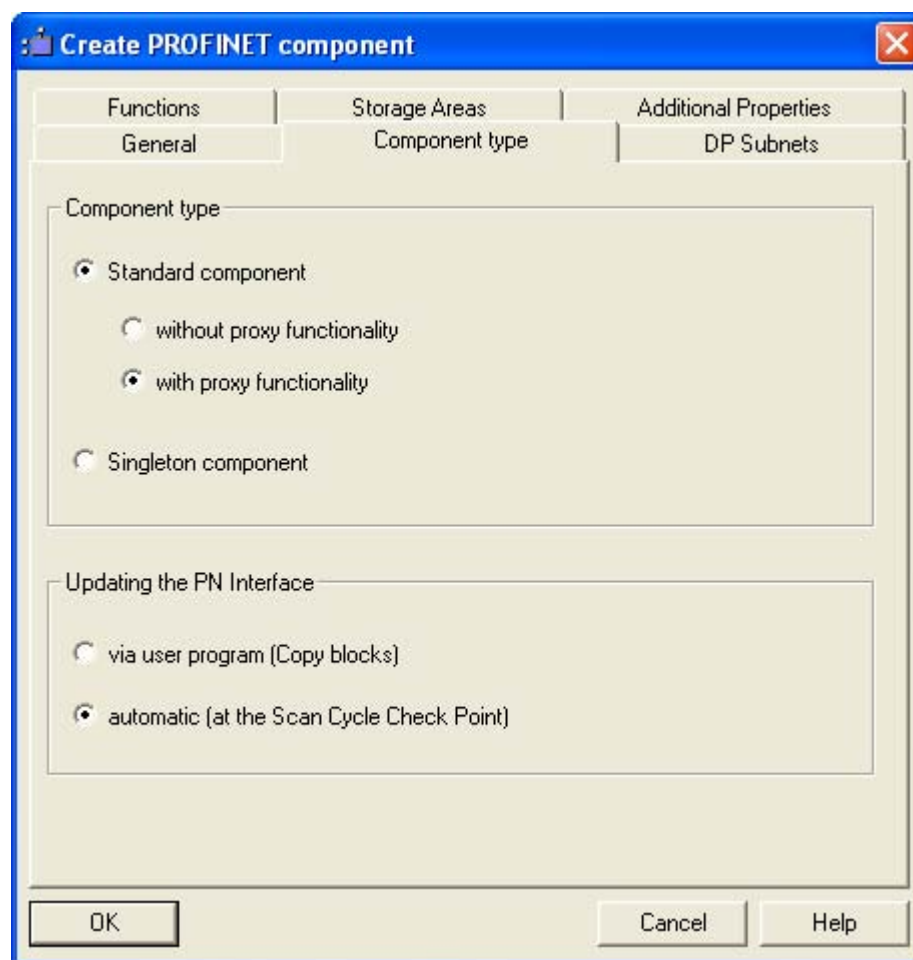 Create PROFINET component
Functions Storage Areas Additional Properties
General Component type DP Subnets
Component type
Standard component
without proxy functionality
with proxy functionality
Singleton component
Updating the PN Interface
via user program (Copy blocks)
automatic (at the Scan Cycle Check Point)
OK Cancel Help